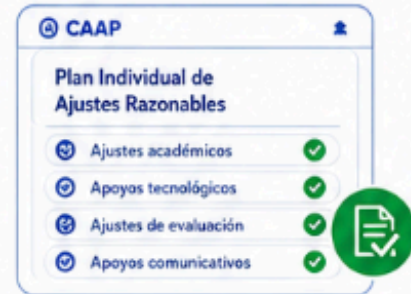 CAAP
Plan Individual de
Ajustes Razonables
Ajustes académicos
Apoyos tecnológicos
Ajustes de evaluación
Apoyos comunicativos